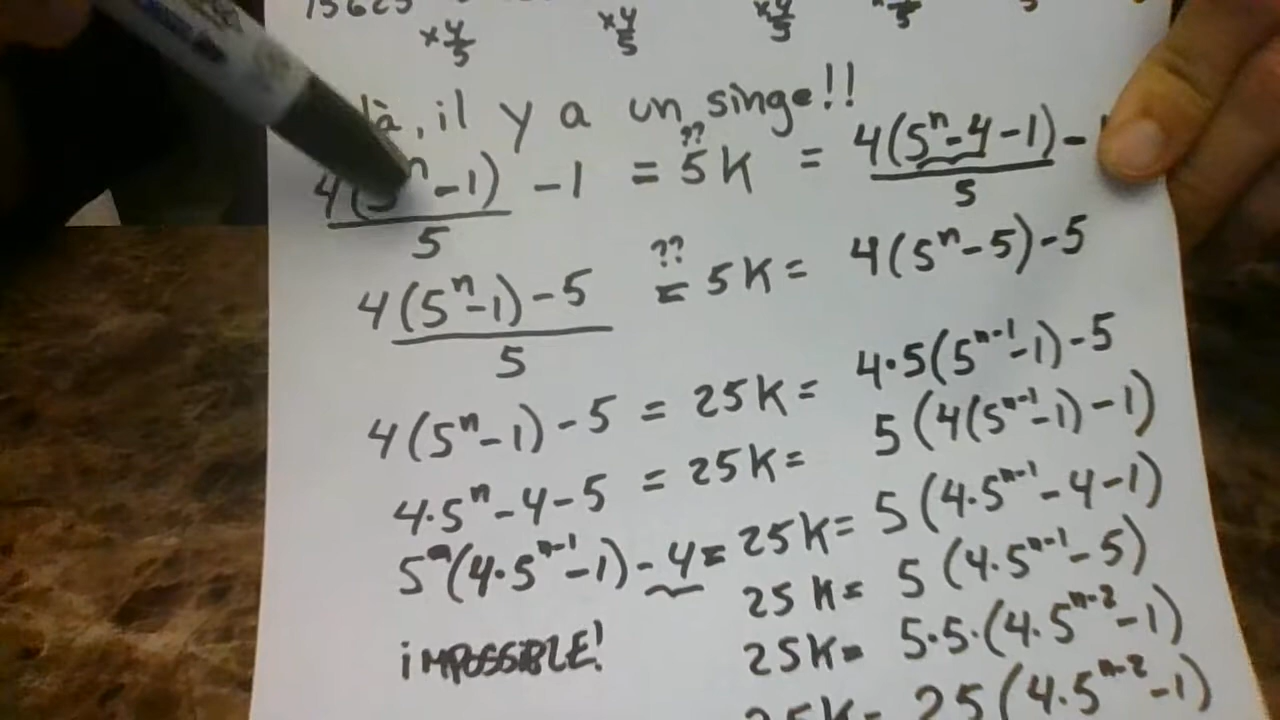 15625
×4/5 ×4/5 ×4/5
là, il y a un singe!!
4(5ⁿ-1)/5 - 1 =?? 5K = 4(5ⁿ-4-1)/5 -
(4(5ⁿ-1)-5)/5 =?? 5K = 4(5ⁿ-5)-5
4(5ⁿ-1)-5 = 25K = 4•5(5ⁿ⁻¹-1)-5
4•5ⁿ-4-5 = 25K = 5(4(5ⁿ⁻¹-1)-1)
5(4•5ⁿ⁻¹-1)-4= 25K= 5(4•5ⁿ⁻¹-4-1)
25K= 5(4•5ⁿ⁻¹-5)
iMPOSSiBLE! 25K= 5•5•(4•5ⁿ⁻²-1)
25K= 25(4•5ⁿ⁻²-1)